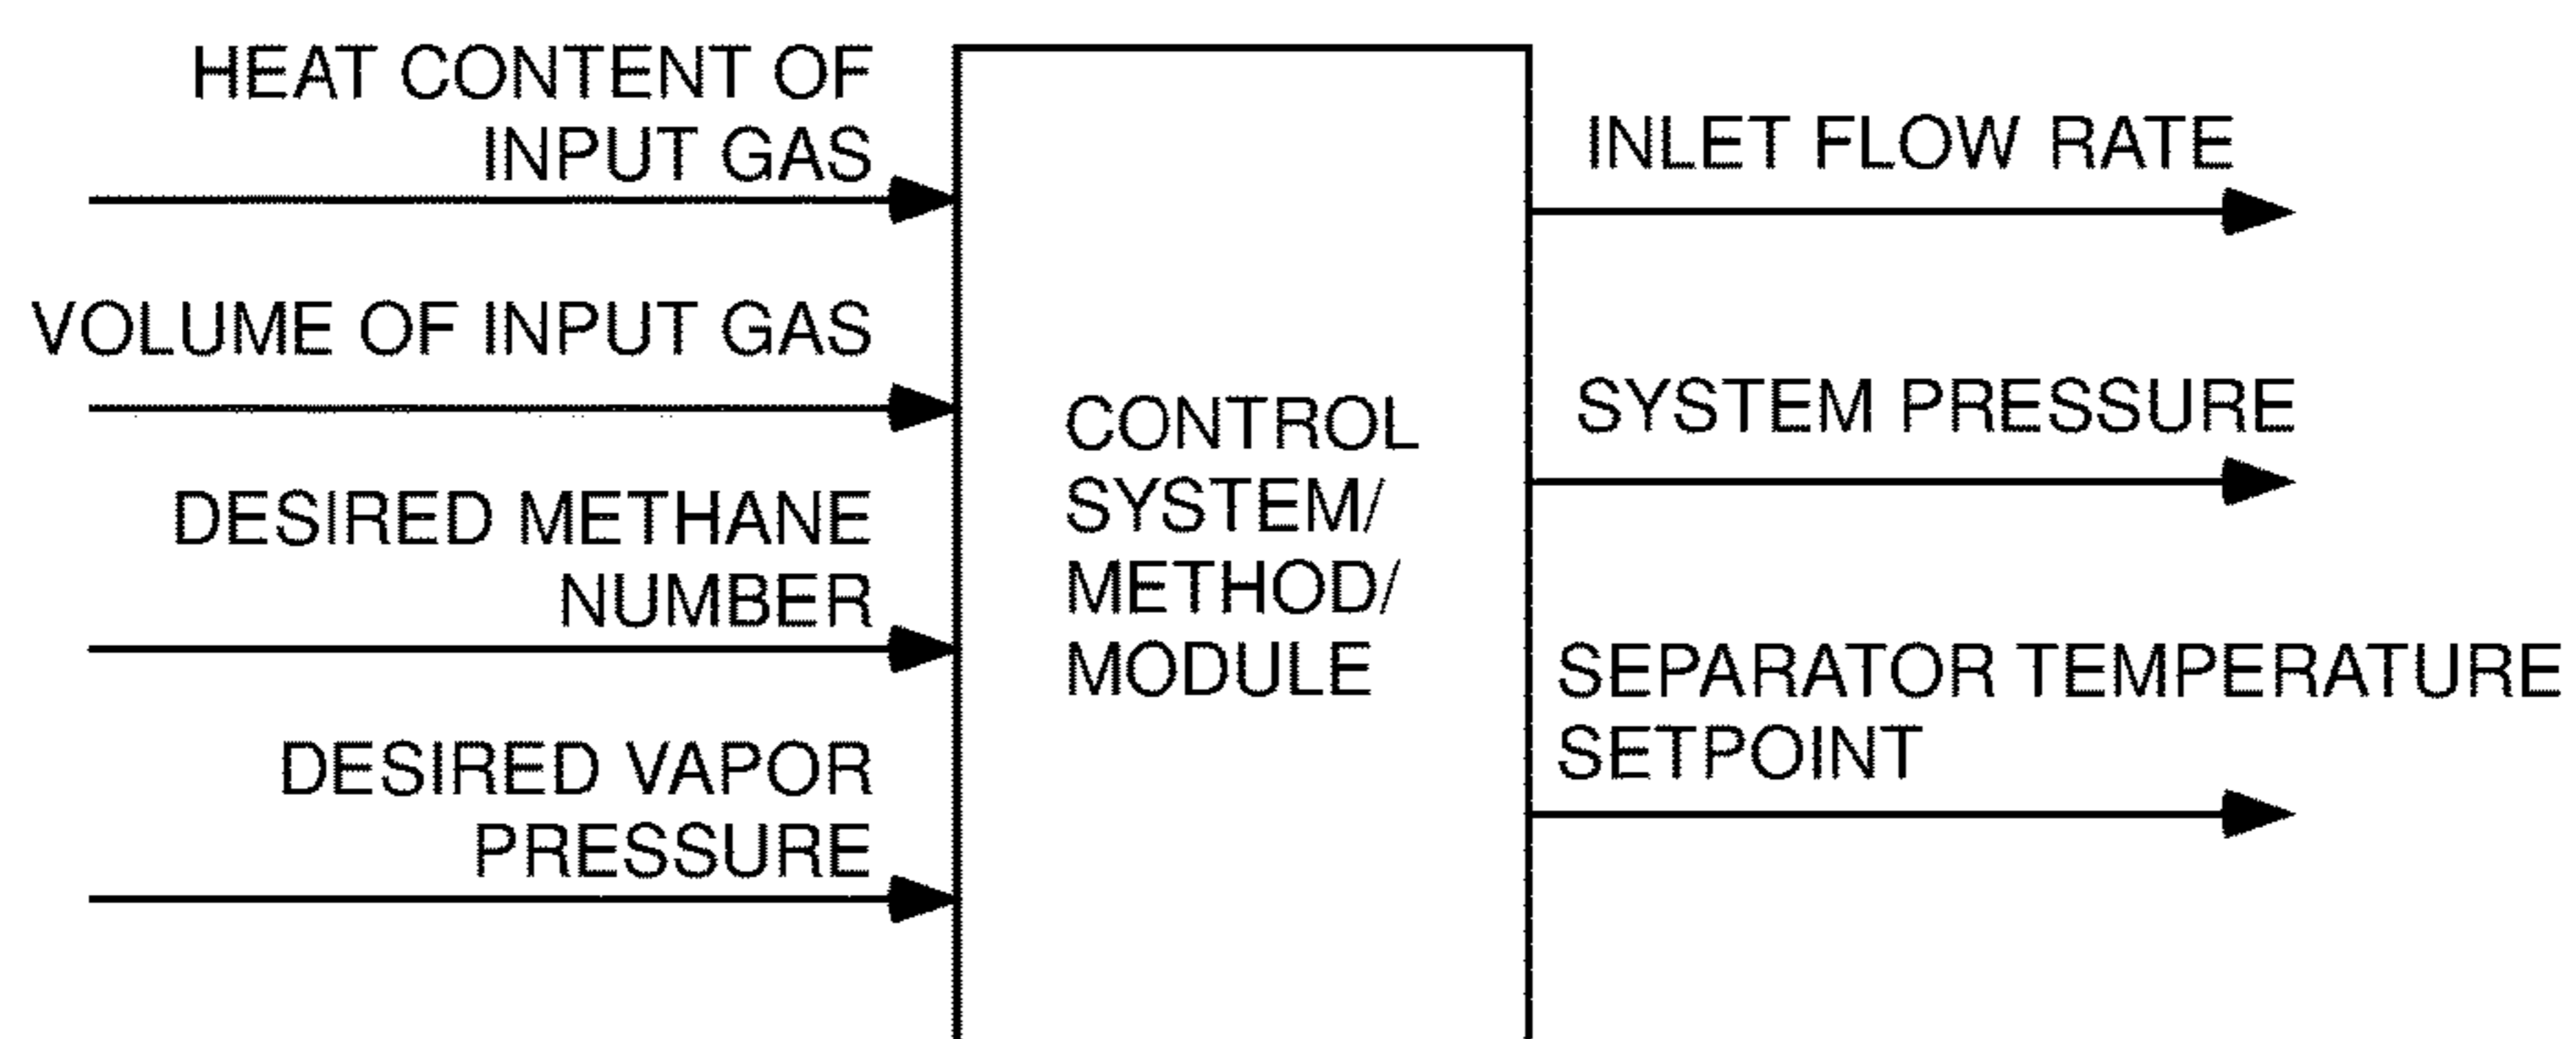 HEAT CONTENT OF
INPUT GAS
VOLUME OF INPUT GAS
DESIRED METHANE
NUMBER
DESIRED VAPOR
PRESSURE
CONTROL
SYSTEM/
METHOD/
MODULE
INLET FLOW RATE
SYSTEM PRESSURE
SEPARATOR TEMPERATURE
SETPOINT